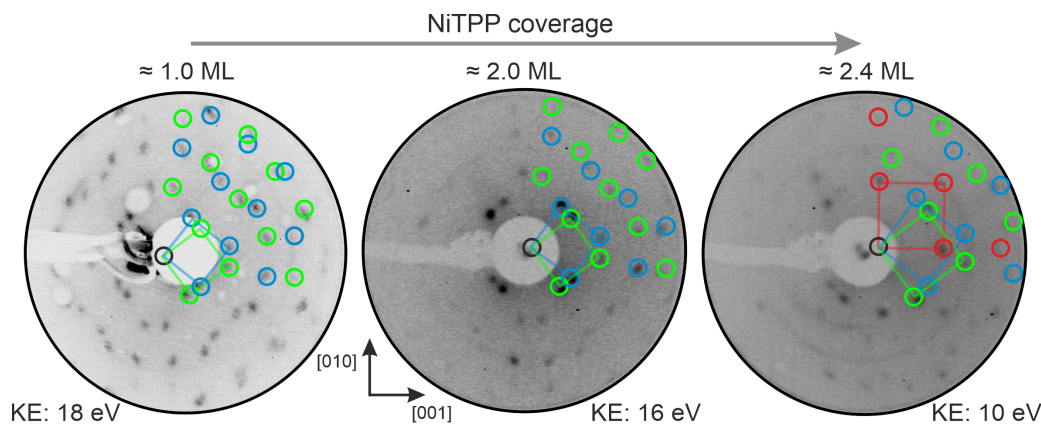 NiTPP coverage
≈ 1.0 ML
≈ 2.0 ML
≈ 2.4 ML
[010]
[001]
KE: 18 eV
KE: 16 eV
KE: 10 eV